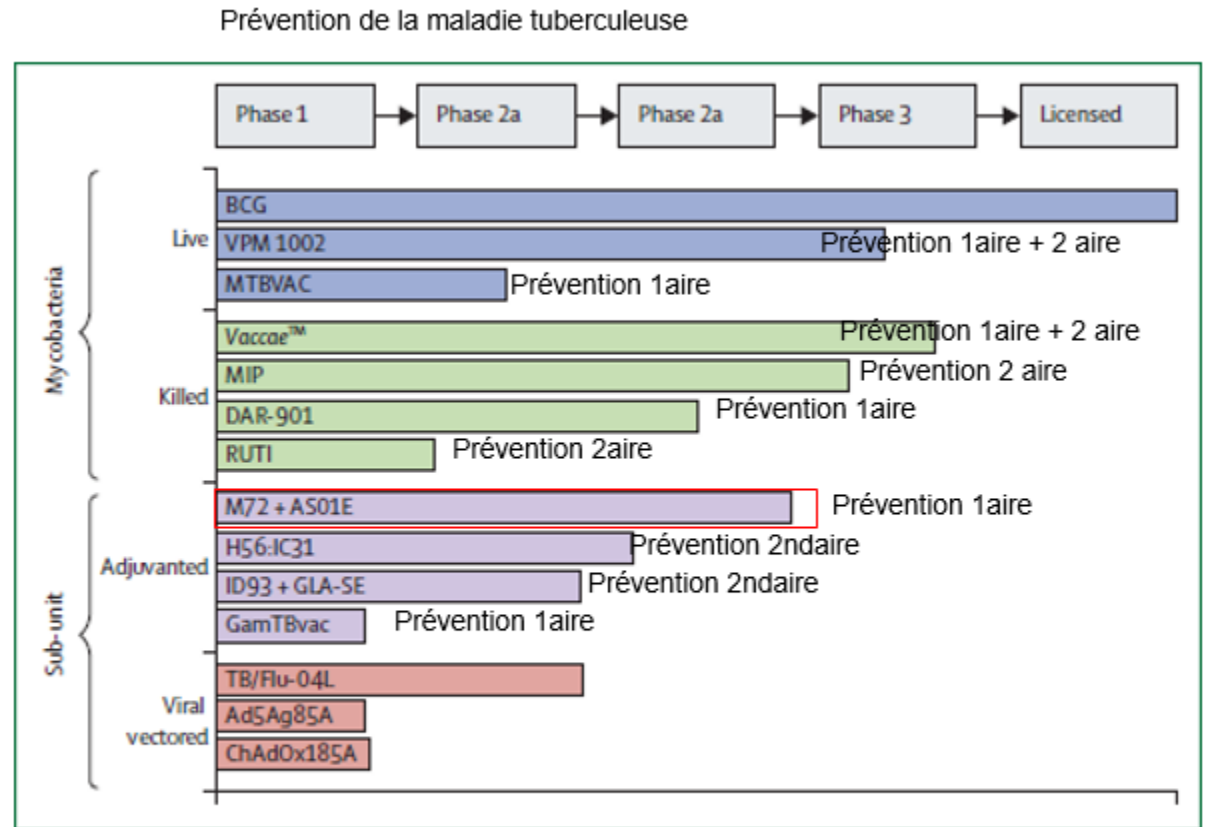 Prévention de la maladie tuberculeuse
Phase 1
Phase 2a
Phase 2a
Phase 3
Licensed
Mycobacteria
Live
BCG
VPM 1002 Prévention 1aire + 2 aire
MTBVAC Prévention 1aire
Killed
Vaccae™ Prévention 1aire + 2 aire
MIP Prévention 2 aire
DAR-901 Prévention 1aire
RUTI Prévention 2aire
Sub-unit
Adjuvanted
M72 + AS01E Prévention 1aire
H56:IC31 Prévention 2ndaire
ID93 + GLA-SE Prévention 2ndaire
GamTBvac Prévention 1aire
Viral
vectored
TB/Flu-04L
Ad5Ag85A
ChAdOx185A